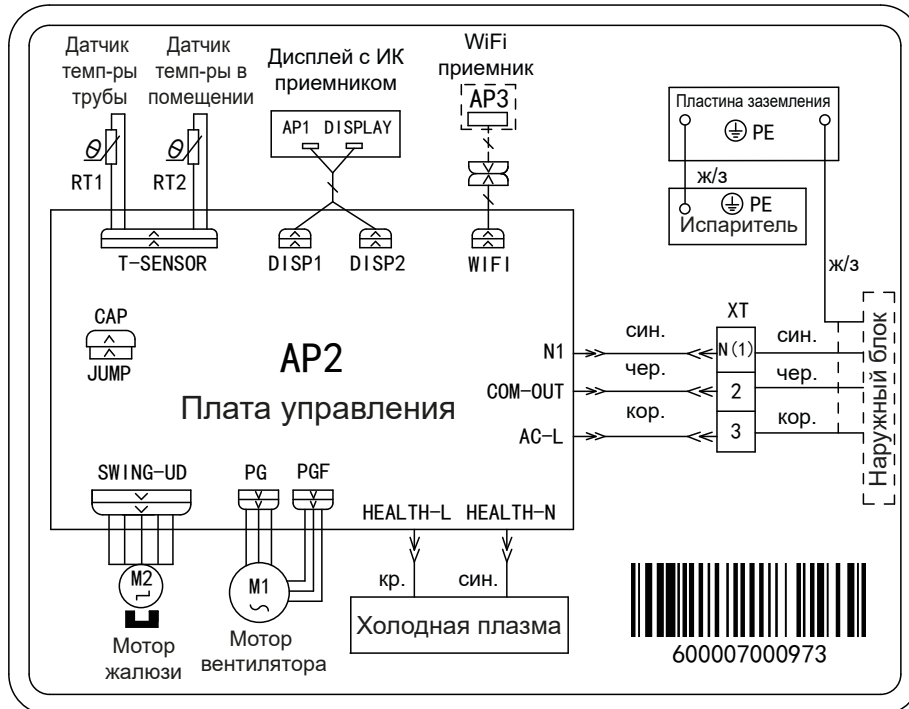 Датчик
темп-ры
трубы
Датчик
темп-ры в
помещении
Дисплей с ИК
приемником
WiFi
приемник
AP3
AP1 DISPLAY
Пластина заземления
PE
θ
RT1
θ
RT2
ж/з
PE
Испаритель
T-SENSOR
DISP1
DISP2
WIFI
ж/з
CAP
JUMP
AP2
Плата управления
XT
N1
син.
N(1)
син.
COM-OUT
чер.
2
чер.
AC-L
кор.
3
кор.
Наружный блок
SWING-UD
PG
PGF
HEALTH-L
HEALTH-N
M2
M1
кр.
син.
Холодная плазма
Мотор
жалюзи
Мотор
вентилятора
600007000973